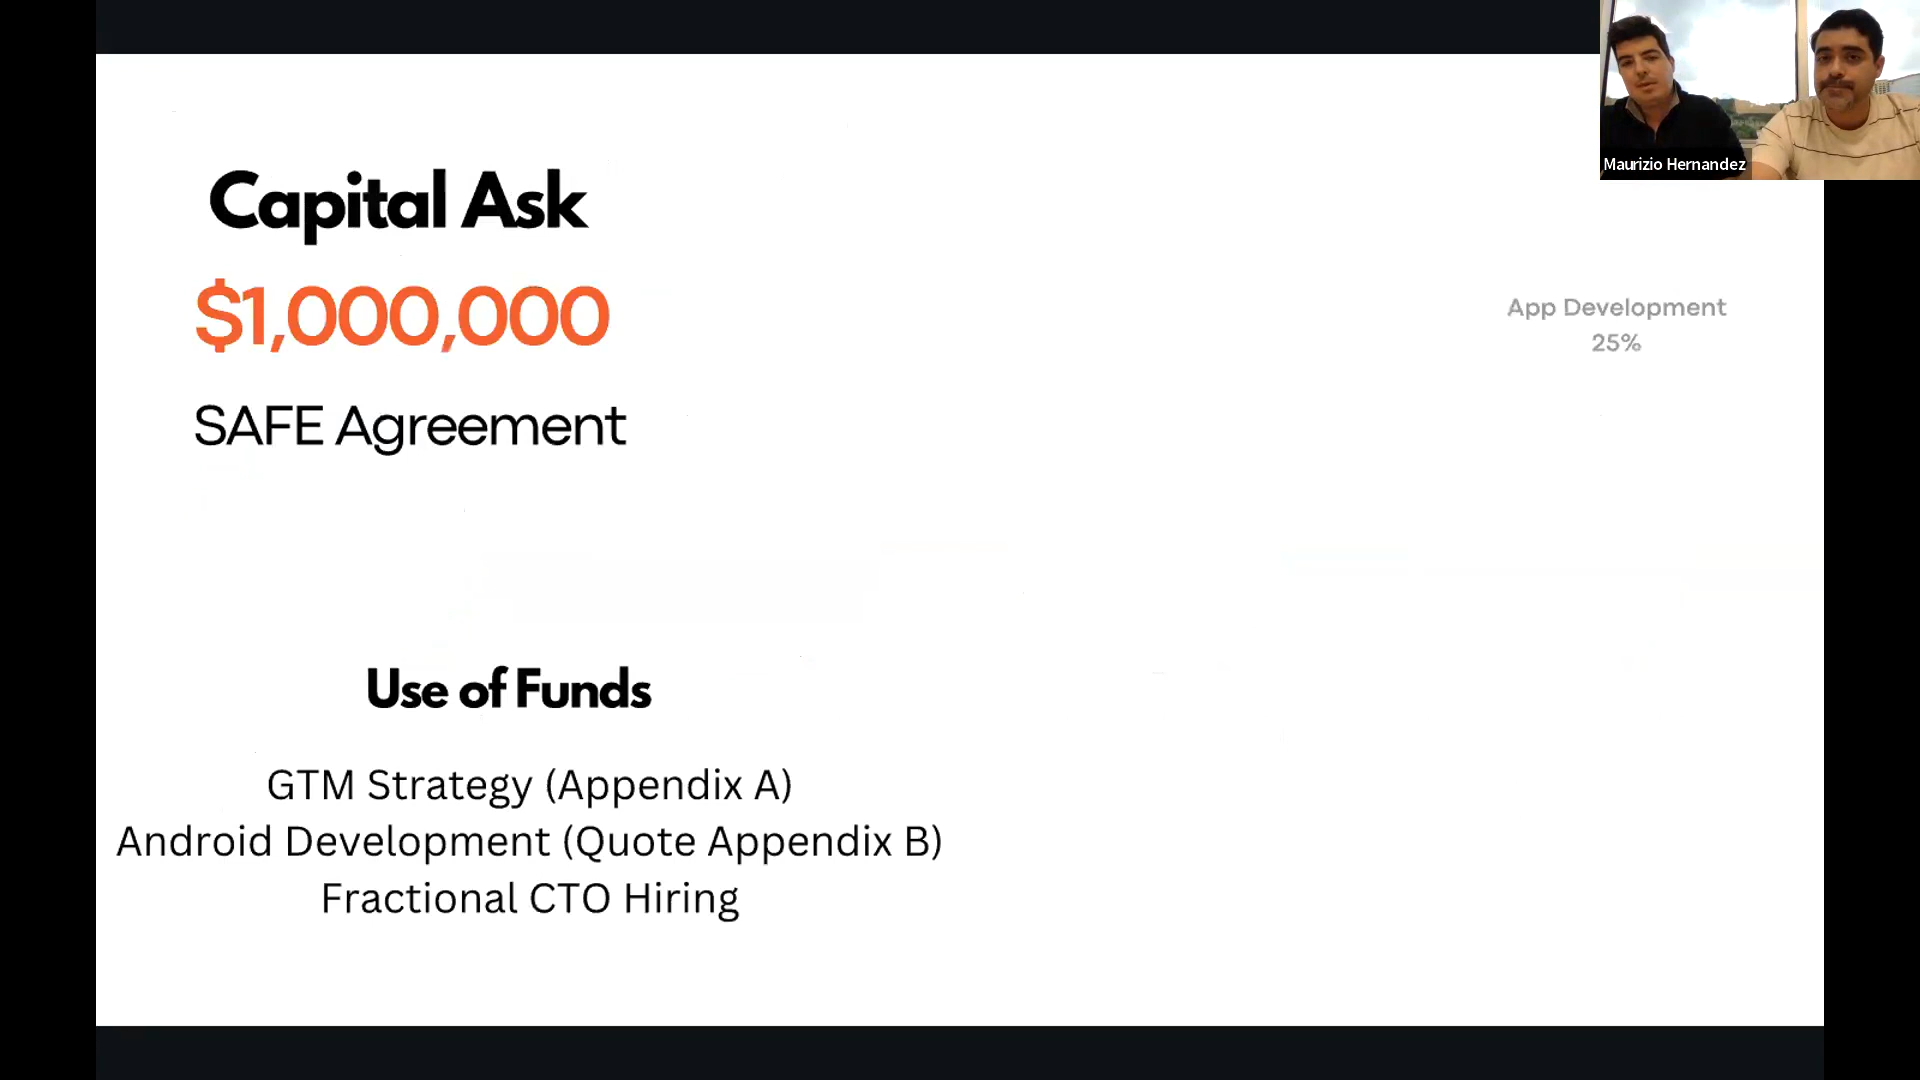 Capital Ask
$1,000,000
SAFE Agreement
App Development
25%
Use of Funds
GTM Strategy (Appendix A)
Android Development (Quote Appendix B)
Fractional CTO Hiring
Maurizio Hernandez